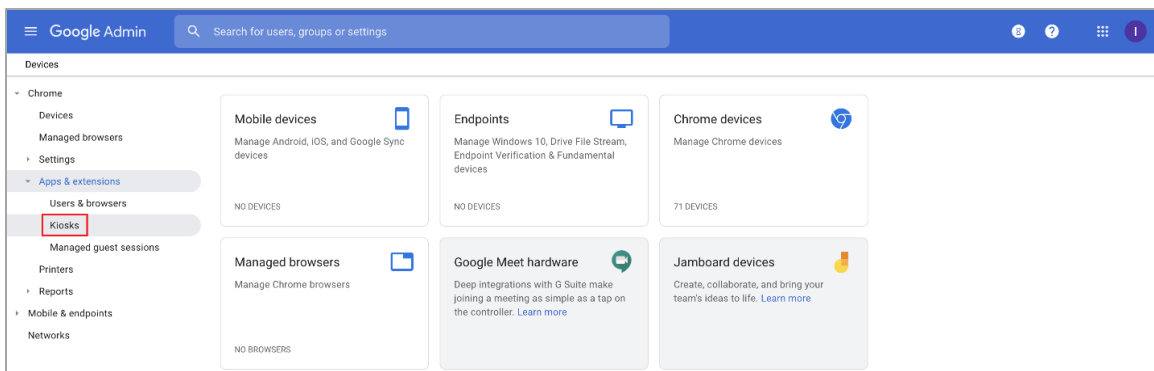 Google Admin
Search for users, groups or settings
8
?
I
Devices
Chrome
Devices
Managed browsers
Settings
Apps & extensions
Users & browsers
Kiosks
Managed guest sessions
Printers
Reports
Mobile & endpoints
Networks
Mobile devices
Manage Android, iOS, and Google Sync
devices
NO DEVICES
Endpoints
Manage Windows 10, Drive File Stream,
Endpoint Verification & Fundamental
devices
NO DEVICES
Chrome devices
Manage Chrome devices
71 DEVICES
Managed browsers
Manage Chrome browsers
NO BROWSERS
Google Meet hardware
Deep integrations with G Suite make
joining a meeting as simple as a tap on
the controller. Learn more
Jamboard devices
Create, collaborate, and bring your
team's ideas to life. Learn more